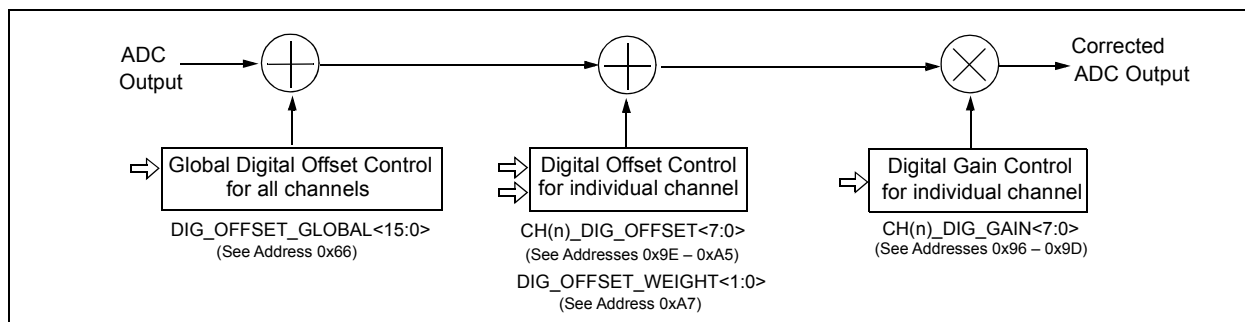 ADC
Output
Corrected
ADC Output
Global Digital Offset Control
for all channels
DIG_OFFSET_GLOBAL<15:0>
(See Address 0x66)
Digital Offset Control
for individual channel
CH(n)_DIG_OFFSET<7:0>
(See Addresses 0x9E – 0xA5)
DIG_OFFSET_WEIGHT<1:0>
(See Address 0xA7)
Digital Gain Control
for individual channel
CH(n)_DIG_GAIN<7:0>
(See Addresses 0x96 – 0x9D)